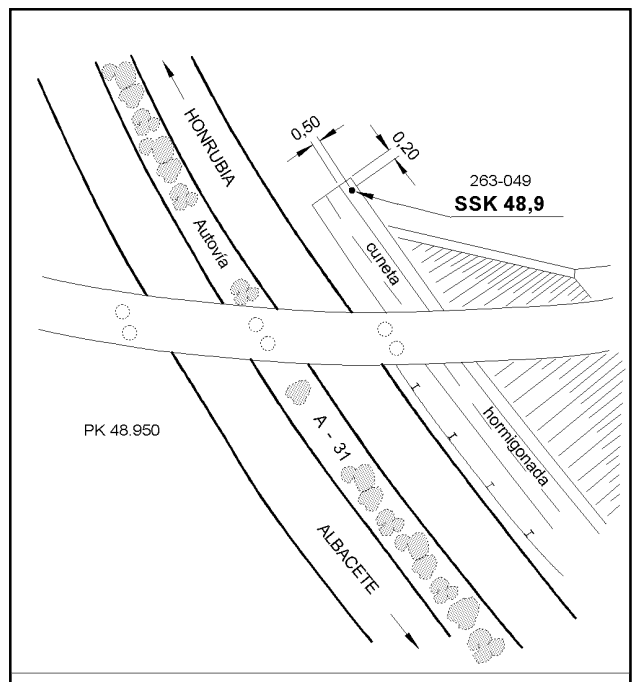 HONRUBIA
0,50
0,20
263-049
SSK 48,9
Autovía
cuneta
PK 48.950
A - 31
hormigonada
ALBACETE